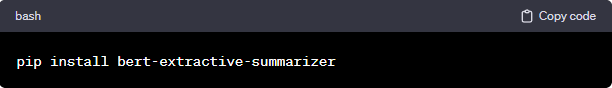 bash Copy code
pip install bert-extractive-summarizer